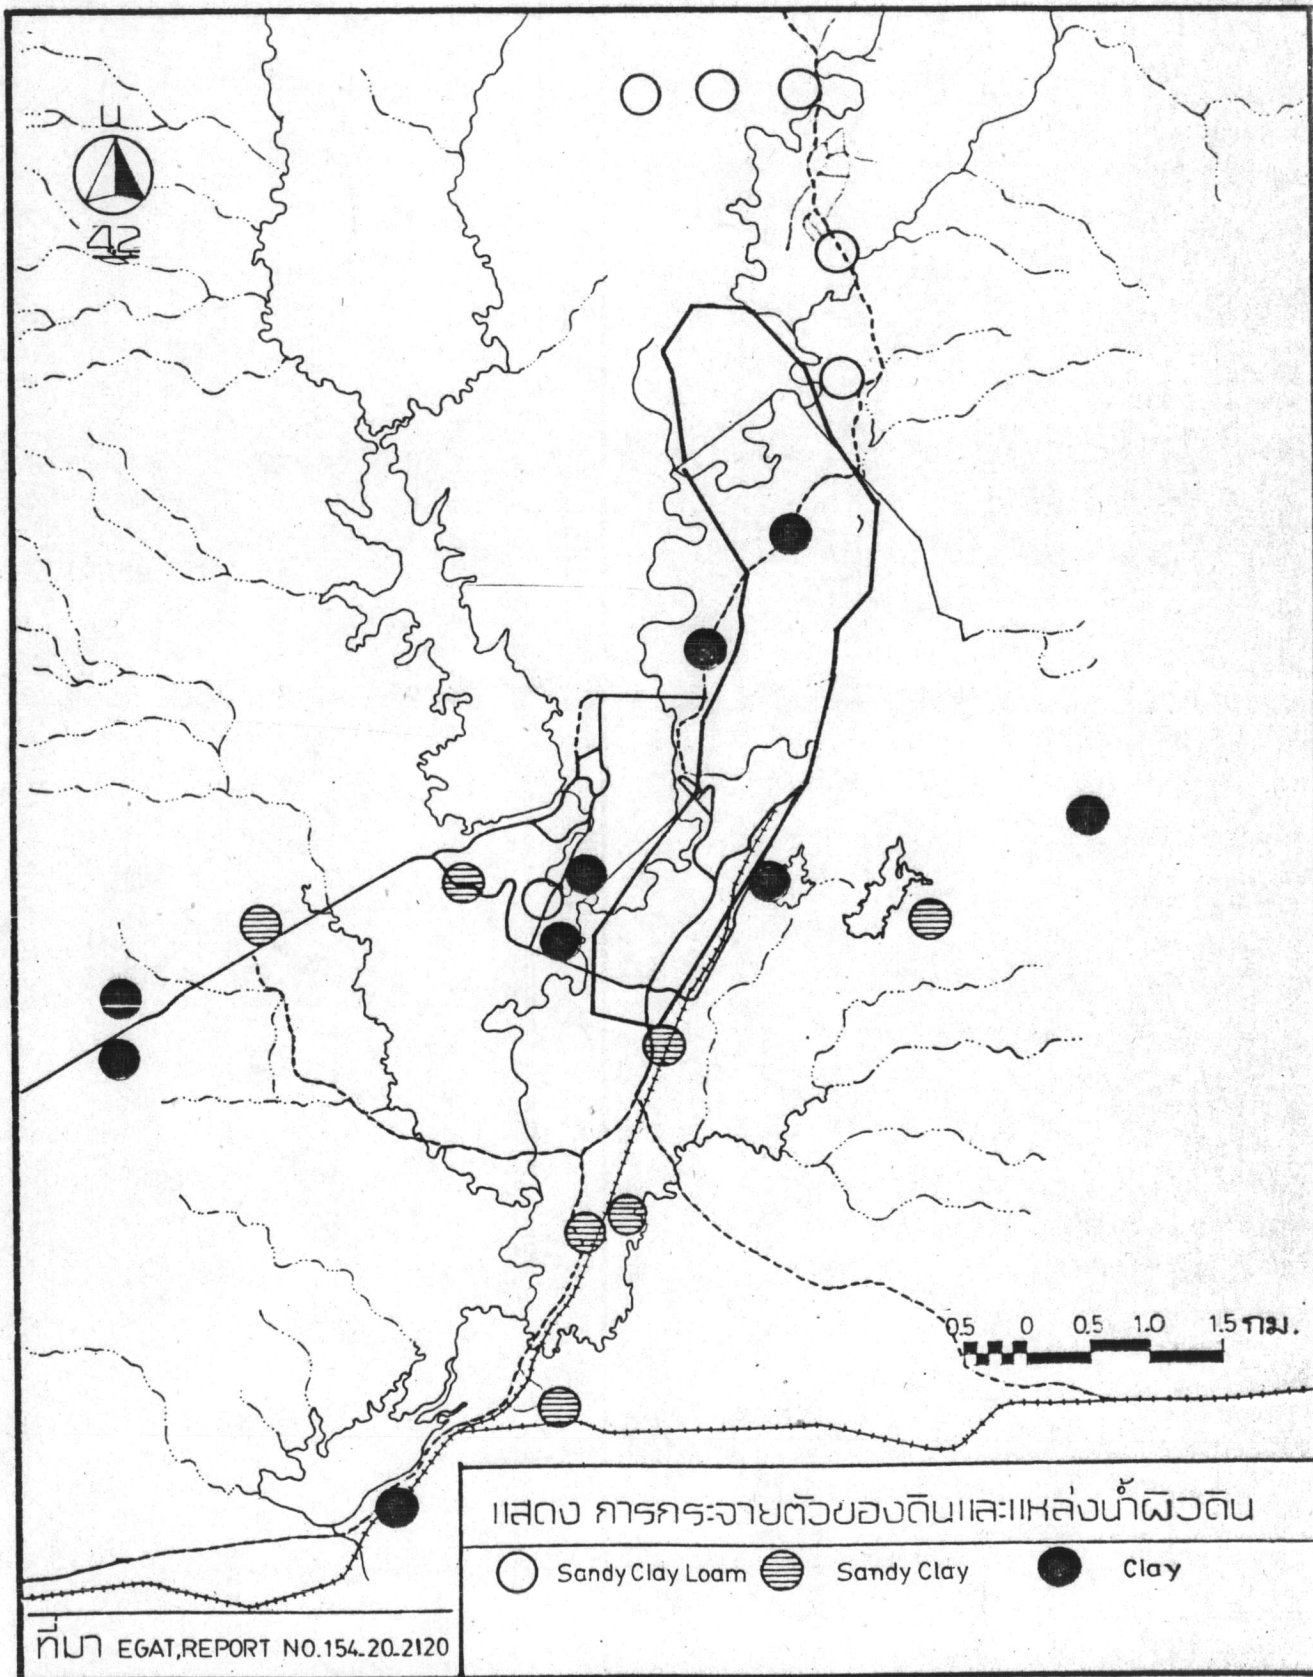 น
42
0.5 0 0.5 1.0 1.5 กม.
แสดง การกระจายตัวของดินและแหล่งน้ำผิวดิน
Sandy Clay Loam Sandy Clay Clay
ที่มา EGAT,REPORT NO.154-20-2120